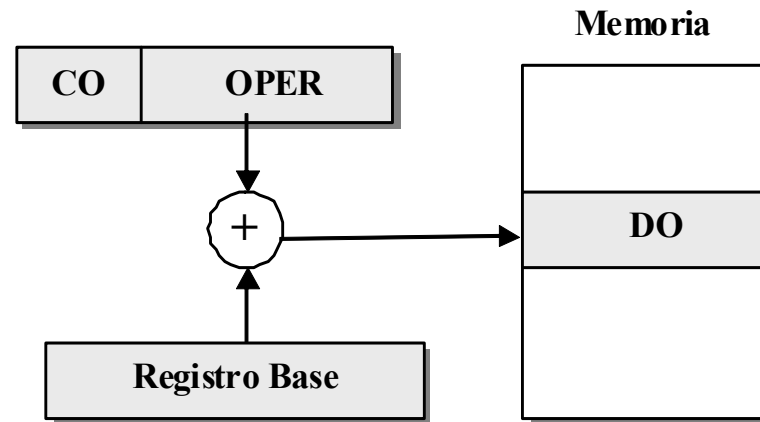 Memoria
CO OPER
+
DO
Registro Base